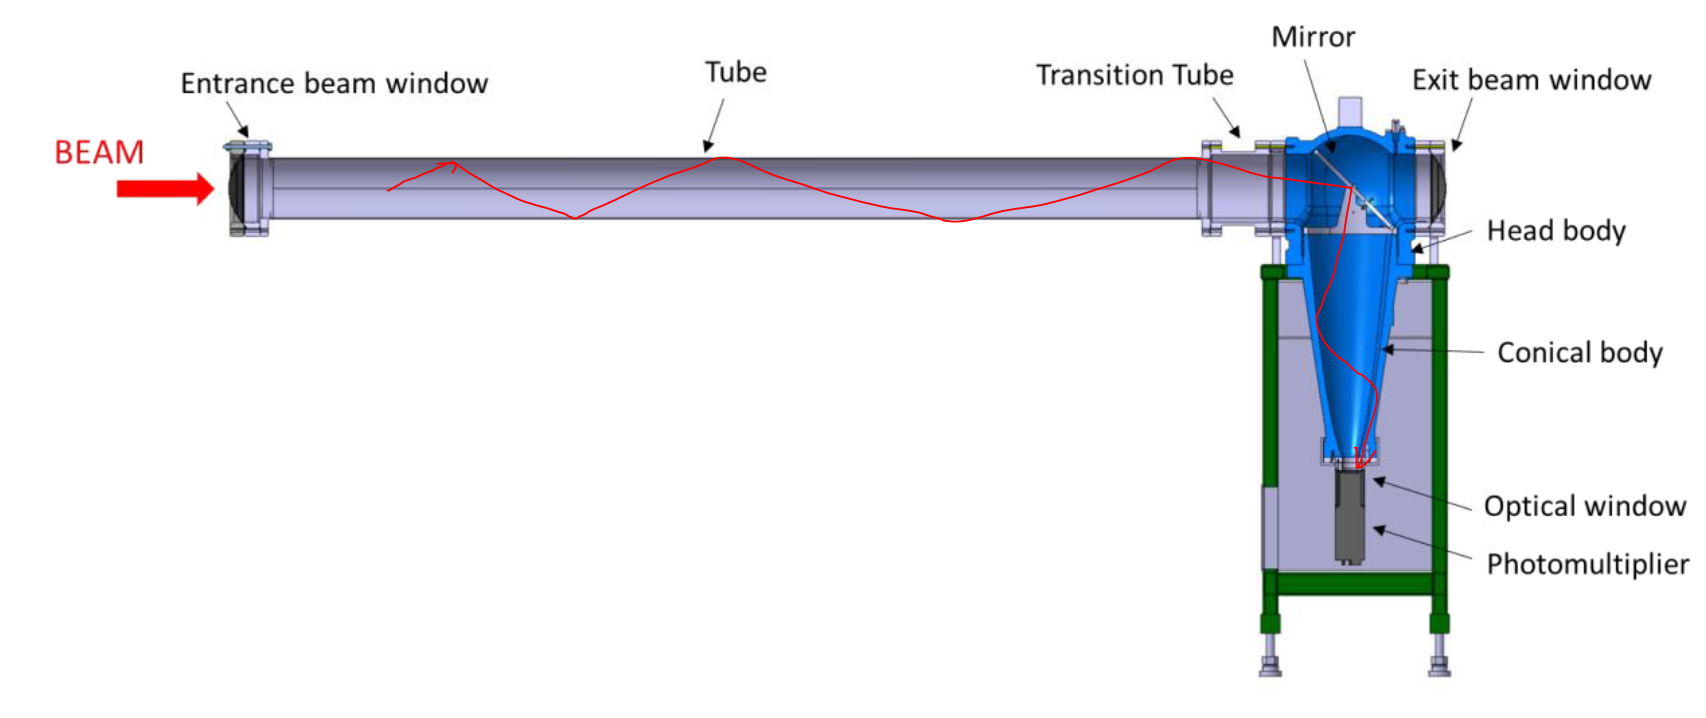 Mirror
Tube
Transition Tube
Exit beam window
Entrance beam window
BEAM
Head body
Conical body
Optical window
Photomultiplier